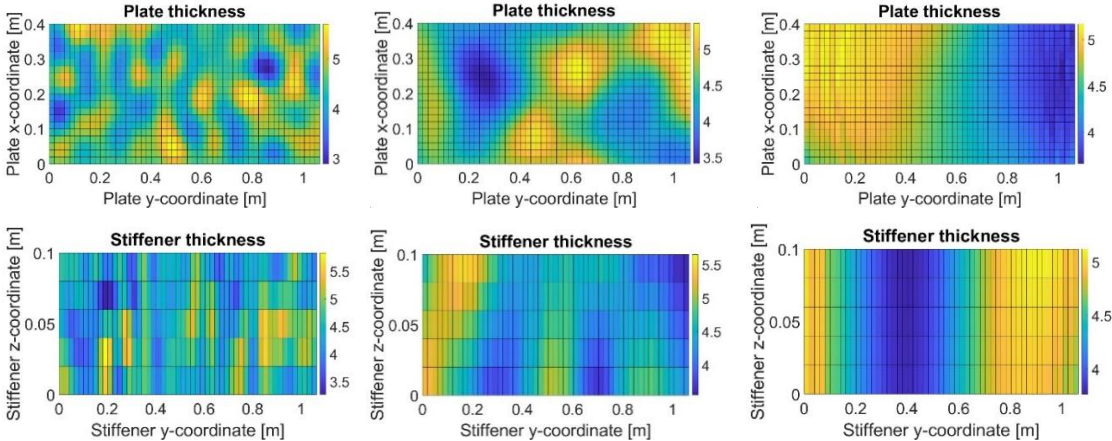 Plate thickness
Plate x-coordinate [m]
0.4
0.3
0.2
0.1
0
0 0.2 0.4 0.6 0.8 1
Plate y-coordinate [m]
5
4
3
Plate thickness
Plate x-coordinate [m]
0.4
0.3
0.2
0.1
0
0 0.2 0.4 0.6 0.8 1
Plate y-coordinate [m]
5
4.5
4
3.5
Plate thickness
Plate x-coordinate [m]
0.4
0.3
0.2
0.1
0
0 0.2 0.4 0.6 0.8 1
Plate y-coordinate [m]
5
4.5
4
Stiffener thickness
Stiffener z-coordinate [m]
0.1
0.05
0
0 0.2 0.4 0.6 0.8 1
Stiffener y-coordinate [m]
5.5
5
4.5
4
3.5
Stiffener thickness
Stiffener z-coordinate [m]
0.1
0.05
0
0 0.2 0.4 0.6 0.8 1
Stiffener y-coordinate [m]
5.5
5
4.5
4
Stiffener thickness
Stiffener z-coordinate [m]
0.1
0.05
0
0 0.2 0.4 0.6 0.8 1
Stiffener y-coordinate [m]
5
4.5
4